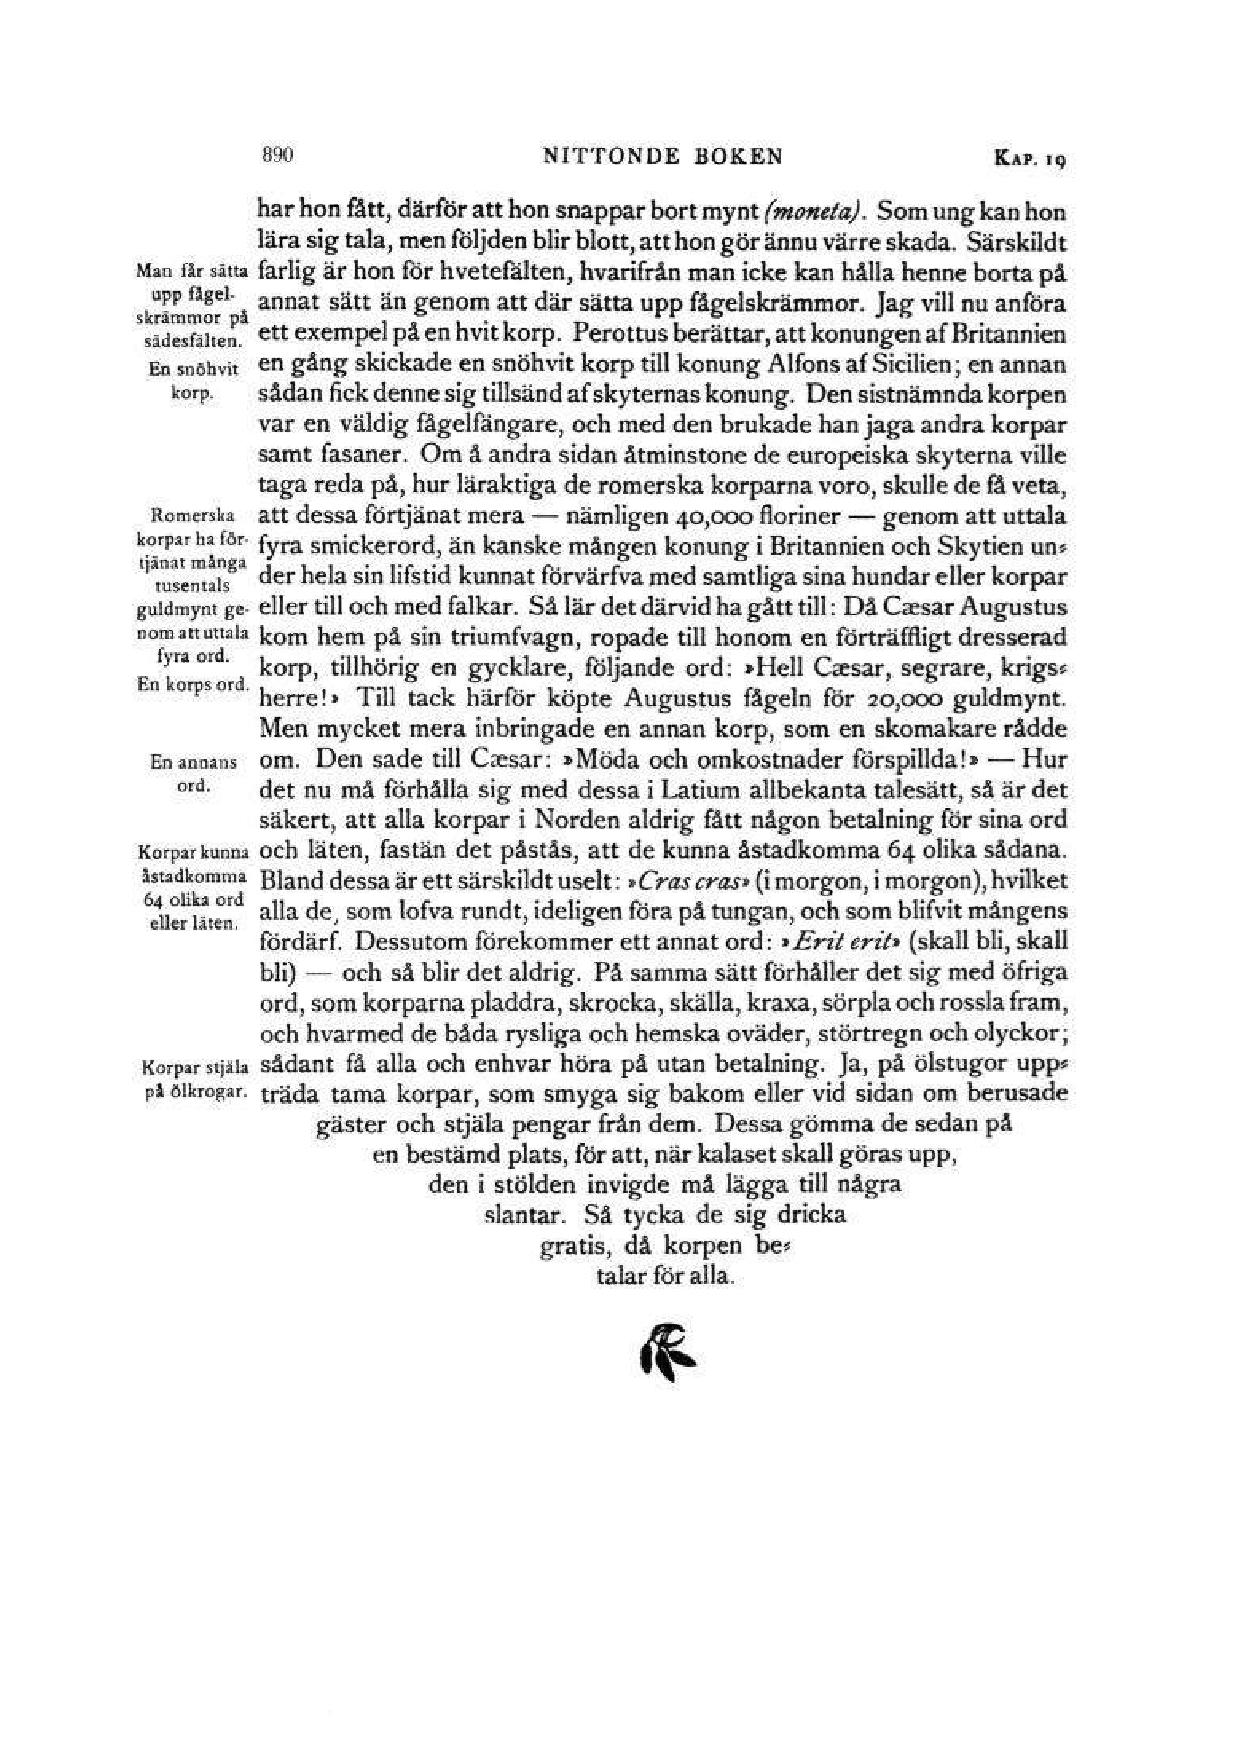 890 NITTONDE BOKEN KAP. 19
har hon fått, därför att hon snappar bort mynt (moneta). Som ung kan hon
lära sig tala, men följden blir blott, att hon gör ännu värre skada. Särskildt
farlig är hon för hvetefälten, hvarifrån man icke kan hålla henne borta på
annat sätt än genom att där sätta upp fågelskrämmor. Jag vill nu anföra
ett exempel på en hvit korp. Perottus berättar, att konungen af Britannien
en gång skickade en snöhvit korp till konung Alfons af Sicilien; en annan
sådan fick denne sig tillsänd af skyternas konung. Den sistnämnda korpen
var en väldig fågelfängare, och med den brukade han jaga andra korpar
samt fasaner. Om å andra sidan åtminstone de europeiska skyterna ville
taga reda på, hur läraktiga de romerska korparna voro, skulle de få veta,
att dessa förtjänat mera — nämligen 40,000 floriner — genom att uttala
fyra smickerord, än kanske mången konung i Britannien och Skytien un-
der hela sin lifstid kunnat förvärfva med samtliga sina hundar eller korpar
eller till och med falkar. Så lär det därvid ha gått till: Då Cæsar Augustus
kom hem på sin triumfvagn, ropade till honom en förträffligt dresserad
korp, tillhörig en gycklare, följande ord: »Hell Cæsar, segrare, krigs-
herre!» Till tack härför köpte Augustus fågeln för 20,000 guldmynt.
Men mycket mera inbringade en annan korp, som en skomakare rådde
om. Den sade till Cæsar: »Möda och omkostnader förspillda!» — Hur
det nu må förhålla sig med dessa i Latium allbekanta talesätt, så är det
säkert, att alla korpar i Norden aldrig fått någon betalning för sina ord
och läten, fastän det påstås, att de kunna åstadkomma 64 olika sådana.
Bland dessa är ett särskildt uselt: »Cras cras» (i morgon, i morgon), hvilket
alla de, som lofva rundt, ideligen föra på tungan, och som blifvit mångens
fördärf. Dessutom förekommer ett annat ord: »Erit erit» (skall bli, skall
bli) — och så blir det aldrig. På samma sätt förhåller det sig med öfriga
ord, som korparna pladdra, skrocka, skälla, kraxa, sörpla och rossla fram,
och hvarmed de båda rysliga och hemska oväder, störtregn och olyckor;
sådant få alla och enhvar höra på utan betalning. Ja, på ölstugor upp-
träda tama korpar, som smyga sig bakom eller vid sidan om berusade
gäster och stjäla pengar från dem. Dessa gömma de sedan på
en bestämd plats, för att, när kalaset skall göras upp,
den i stölden invigde må lägga till några
slantar. Så tycka de sig dricka
gratis, då korpen be-
talar för alla.
Man får sätta
upp fågel-
skrämmor på
sädesfälten.
En snöhvit
korp.
Romerska
korpar ha för-
tjänat många
tusentals
guldmynt ge-
nom att uttala
fyra ord.
En korps ord.
En annans
ord.
Korpar kunna
åstadkomma
64 olika ord
eller läten.
Korpar stjäla
på ölkrogar.